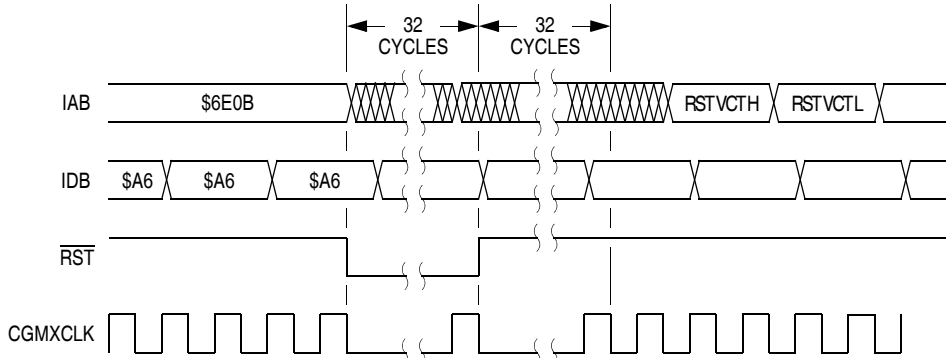 32
CYCLES
32
CYCLES
IAB
$6E0B
RSTVCTH
RSTVCTL
IDB
$A6
$A6
$A6
RST
CGMXCLK